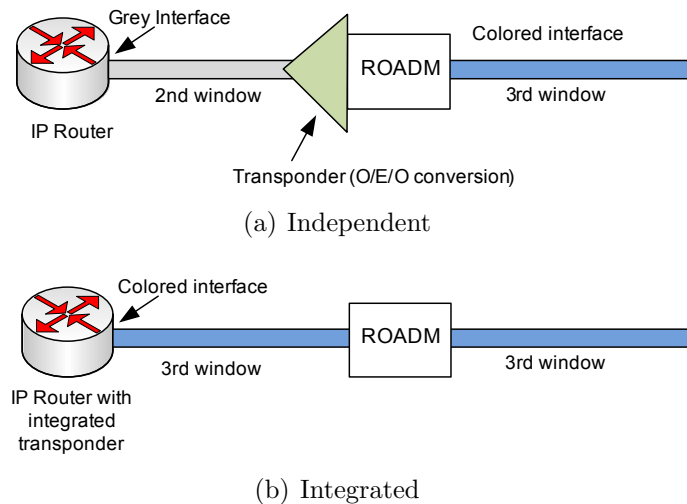 Grey Interface
Colored interface
ROADM
2nd window
3rd window
IP Router
Transponder (O/E/O conversion)
(a) Independent
Colored interface
ROADM
3rd window
3rd window
IP Router with
integrated
transponder
(b) Integrated